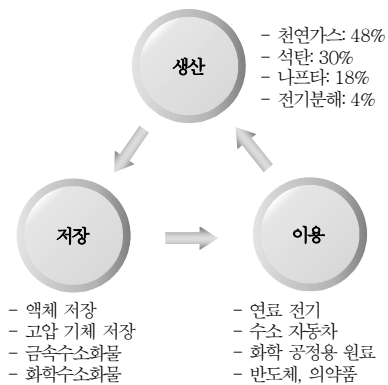 생산
- 천연가스: 48%
- 석탄: 30%
- 나프타: 18%
- 전기분해: 4%
저장
- 액체 저장
- 고압 기체 저장
- 금속수소화물
- 화학수소화물
이용
- 연료 전기
- 수소 자동차
- 화학 공정용 원료
- 반도체, 의약품